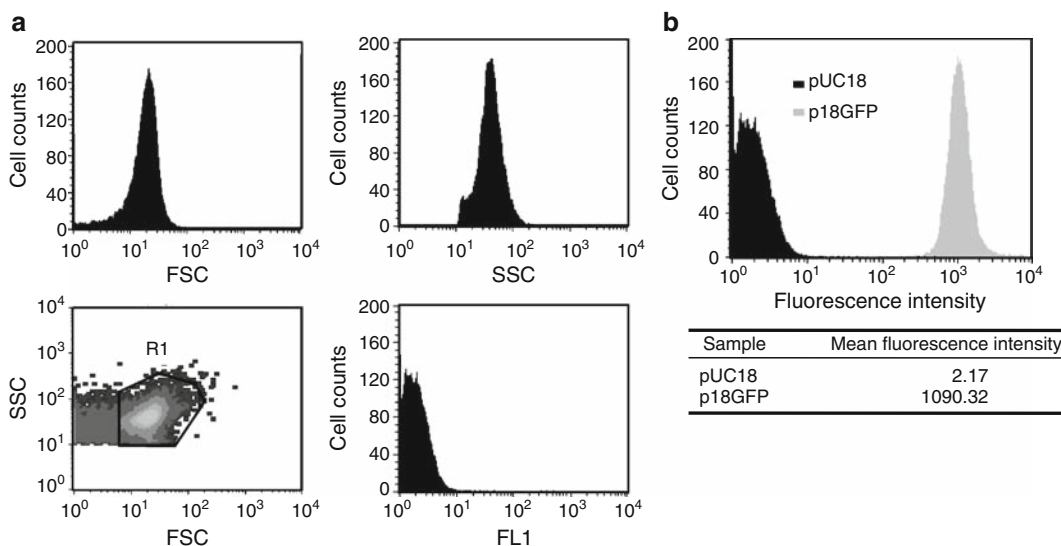 a
200
160
120
80
40
0
Cell counts
10^0 10^1 10^2 10^3 10^4
FSC
200
160
120
80
40
0
Cell counts
10^0 10^1 10^2 10^3 10^4
SSC
10^4
10^3
10^2
10^1
10^0
SSC
R1
10^0 10^1 10^2 10^3 10^4
FSC
200
160
120
80
40
0
Cell counts
10^0 10^1 10^2 10^3 10^4
FL1
b
200
160
120
80
40
0
Cell counts
pUC18
p18GFP
10^0 10^1 10^2 10^3 10^4
Fluorescence intensity
Sample Mean fluorescence intensity
pUC18 2.17
p18GFP 1090.32